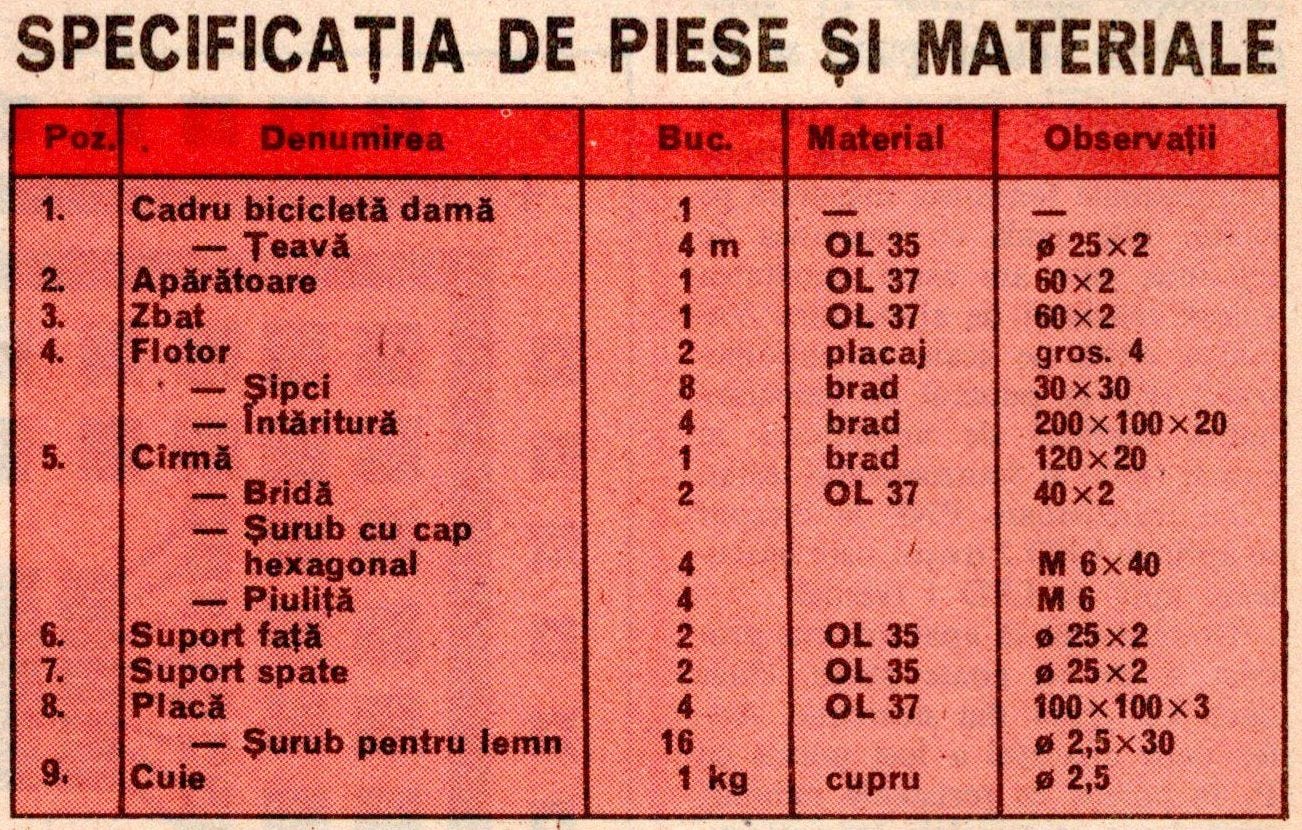 SPECIFICAȚIA DE PIESE ȘI MATERIALE
Poz. Denumirea Buc. Material Observații
1. Cadru bicicletă damă 1 — —
— Țeavă 4 m OL 35 ø 25×2
2. Apărătoare 1 OL 37 60×2
3. Zbat 1 OL 37 60×2
4. Flotor 2 placaj gros. 4
— Șipci 8 brad 30×30
— Întăritură 4 brad 200×100×20
5. Cîrmă 1 brad 120×20
— Bridă 2 OL 37 40×2
— Șurub cu cap
hexagonal 4 M 6×40
— Piuliță 4 M 6
6. Suport față 2 OL 35 ø 25×2
7. Suport spate 2 OL 35 ø 25×2
8. Placă 4 OL 37 100×100×3
— Șurub pentru lemn 16 ø 2,5×30
9. Cuie 1 kg cupru ø 2,5